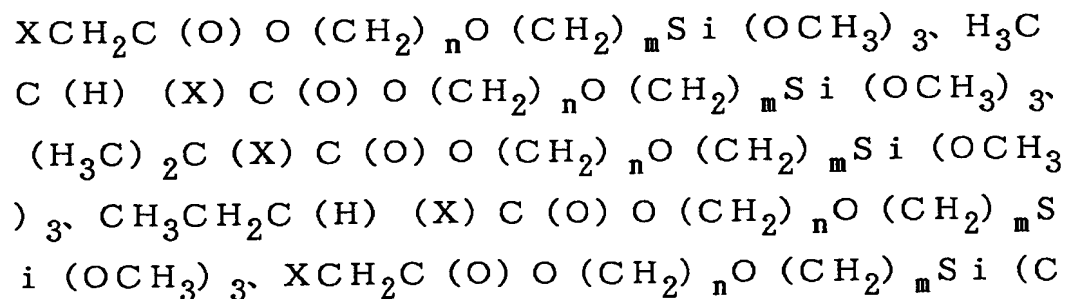 XCH₂C (O) O (CH₂) ₙO (CH₂) ₘSi (OCH₃) ₃、H₃C
C (H) (X) C (O) O (CH₂) ₙO (CH₂) ₘSi (OCH₃) ₃、
(H₃C) ₂C (X) C (O) O (CH₂) ₙO (CH₂) ₘSi (OCH₃
) ₃、CH₃CH₂C (H) (X) C (O) O (CH₂) ₙO (CH₂) ₘS
i (OCH₃) ₃、XCH₂C (O) O (CH₂) ₙO (CH₂) ₘSi (C